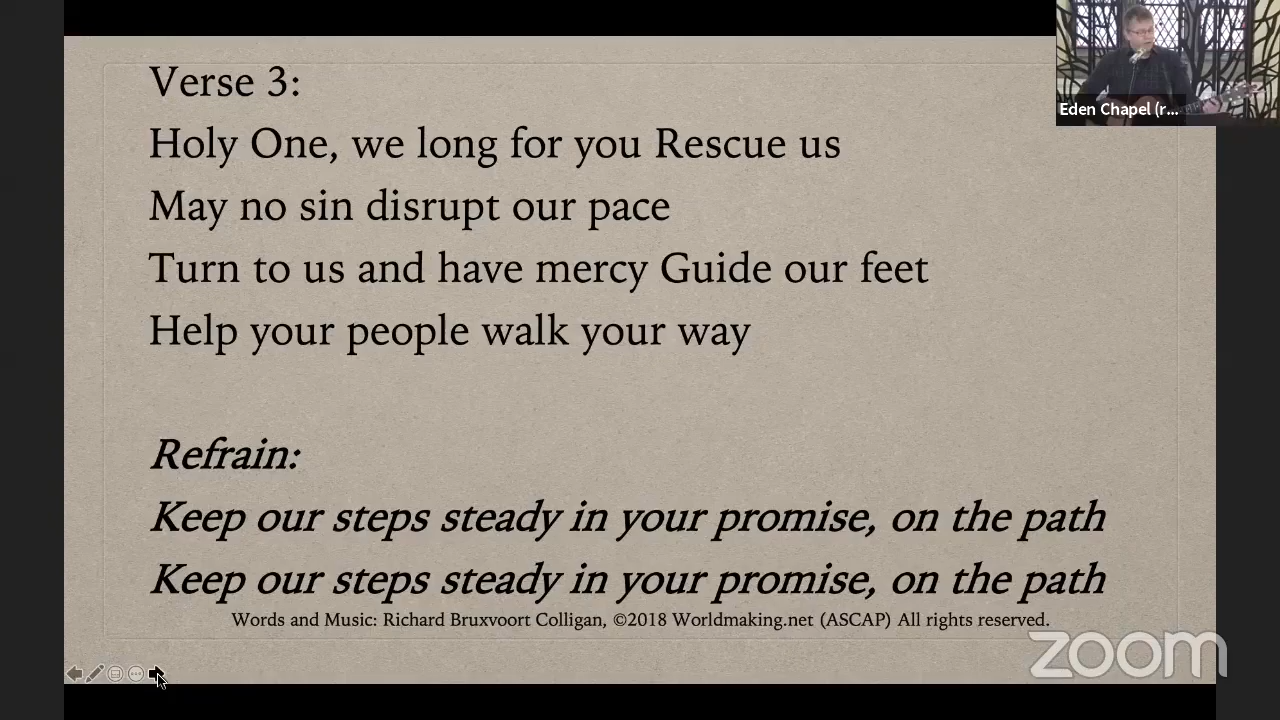 Verse 3:
Holy One, we long for you Rescue us
May no sin disrupt our pace
Turn to us and have mercy Guide our feet
Help your people walk your way
Refrain:
Keep our steps steady in your promise, on the path
Keep our steps steady in your promise, on the path
Words and Music: Richard Bruxvoort Colligan, ©2018 Worldmaking.net (ASCAP) All rights reserved.
Eden Chapel (r...
zoom